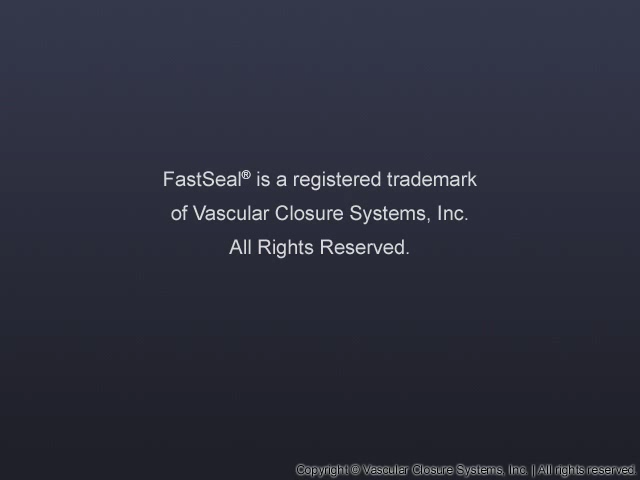 FastSeal® is a registered trademark
of Vascular Closure Systems, Inc.
All Rights Reserved.
Copyright © Vascular Closure Systems, Inc. | All rights reserved.